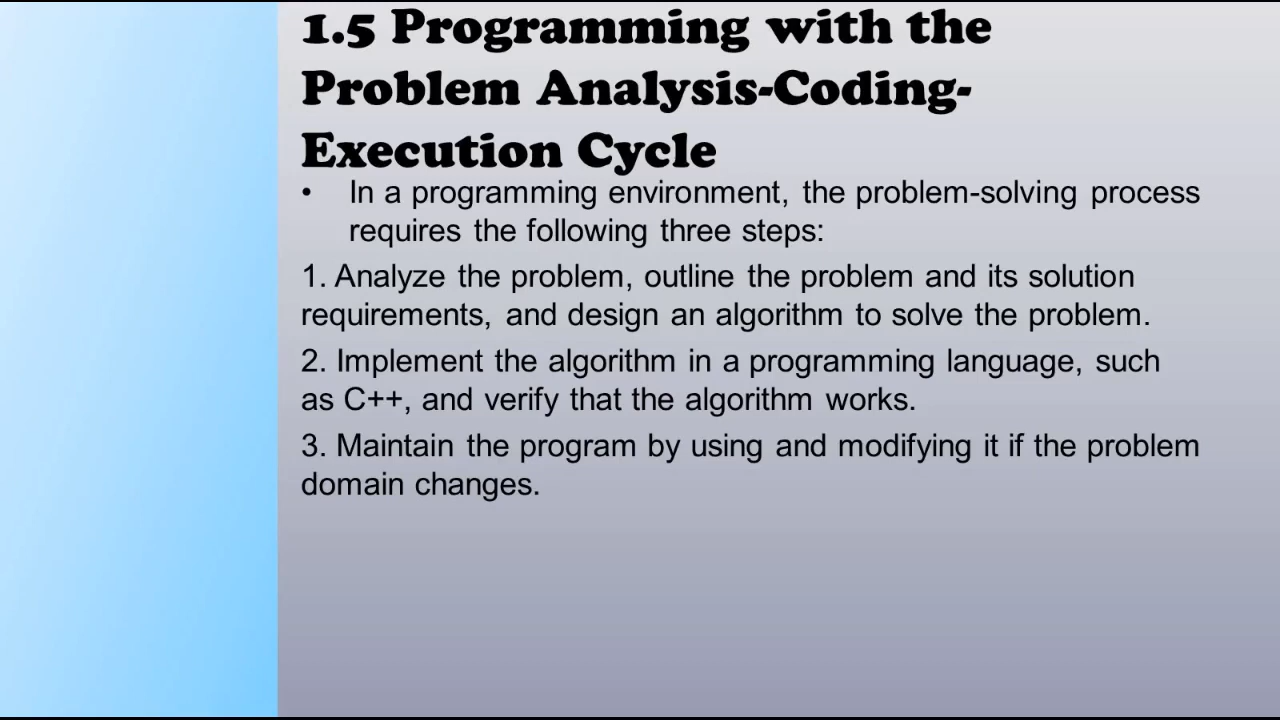 1.5 Programming with the
Problem Analysis-Coding-
Execution Cycle
• In a programming environment, the problem-solving process
requires the following three steps:
1. Analyze the problem, outline the problem and its solution
requirements, and design an algorithm to solve the problem.
2. Implement the algorithm in a programming language, such
as C++, and verify that the algorithm works.
3. Maintain the program by using and modifying it if the problem
domain changes.